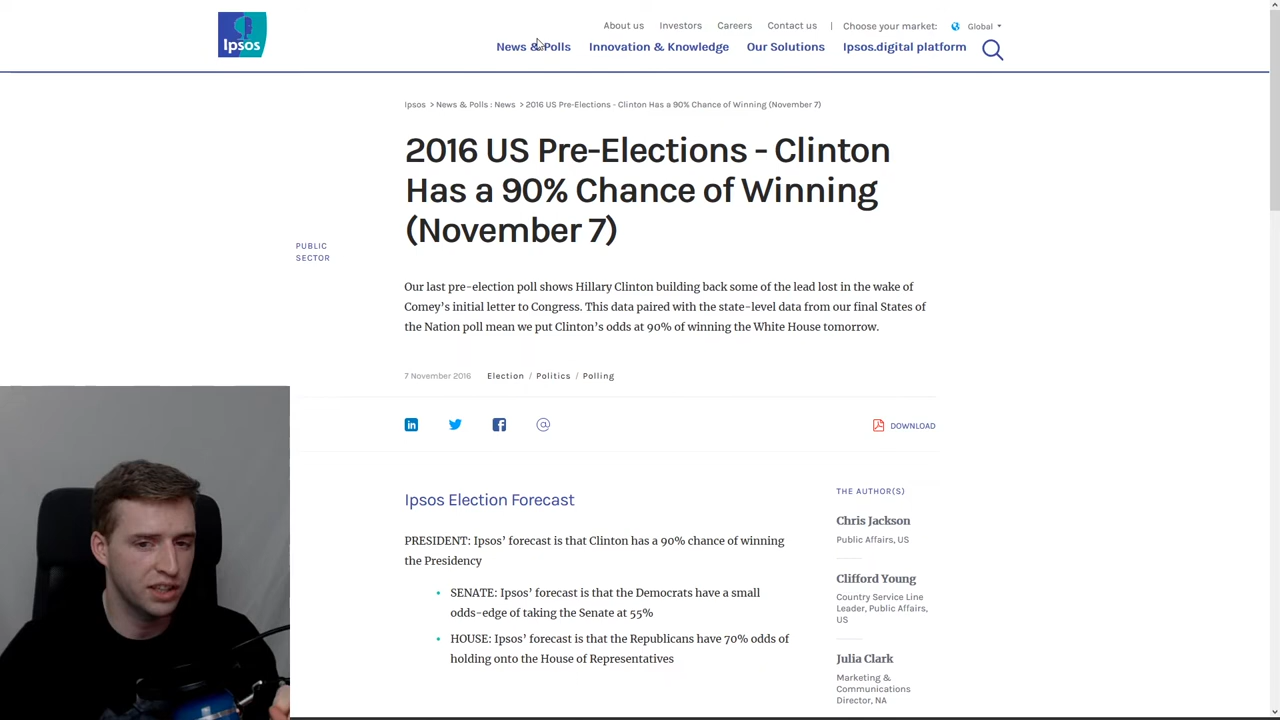 Ipsos
About us Investors Careers Contact us | Choose your market: Global
News & Polls Innovation & Knowledge Our Solutions Ipsos.digital platform
Ipsos > News & Polls : News > 2016 US Pre-Elections - Clinton Has a 90% Chance of Winning (November 7)
2016 US Pre-Elections - Clinton
Has a 90% Chance of Winning
(November 7)
PUBLIC
SECTOR
Our last pre-election poll shows Hillary Clinton building back some of the lead lost in the wake of
Comey's initial letter to Congress. This data paired with the state-level data from our final States of
the Nation poll mean we put Clinton's odds at 90% of winning the White House tomorrow.
7 November 2016 Election / Politics / Polling
DOWNLOAD
Ipsos Election Forecast
PRESIDENT: Ipsos' forecast is that Clinton has a 90% chance of winning
the Presidency
• SENATE: Ipsos' forecast is that the Democrats have a small
odds-edge of taking the Senate at 55%
• HOUSE: Ipsos' forecast is that the Republicans have 70% odds of
holding onto the House of Representatives
THE AUTHOR(S)
Chris Jackson
Public Affairs, US
Clifford Young
Country Service Line
Leader, Public Affairs,
US
Julia Clark
Marketing &
Communications
Director, NA